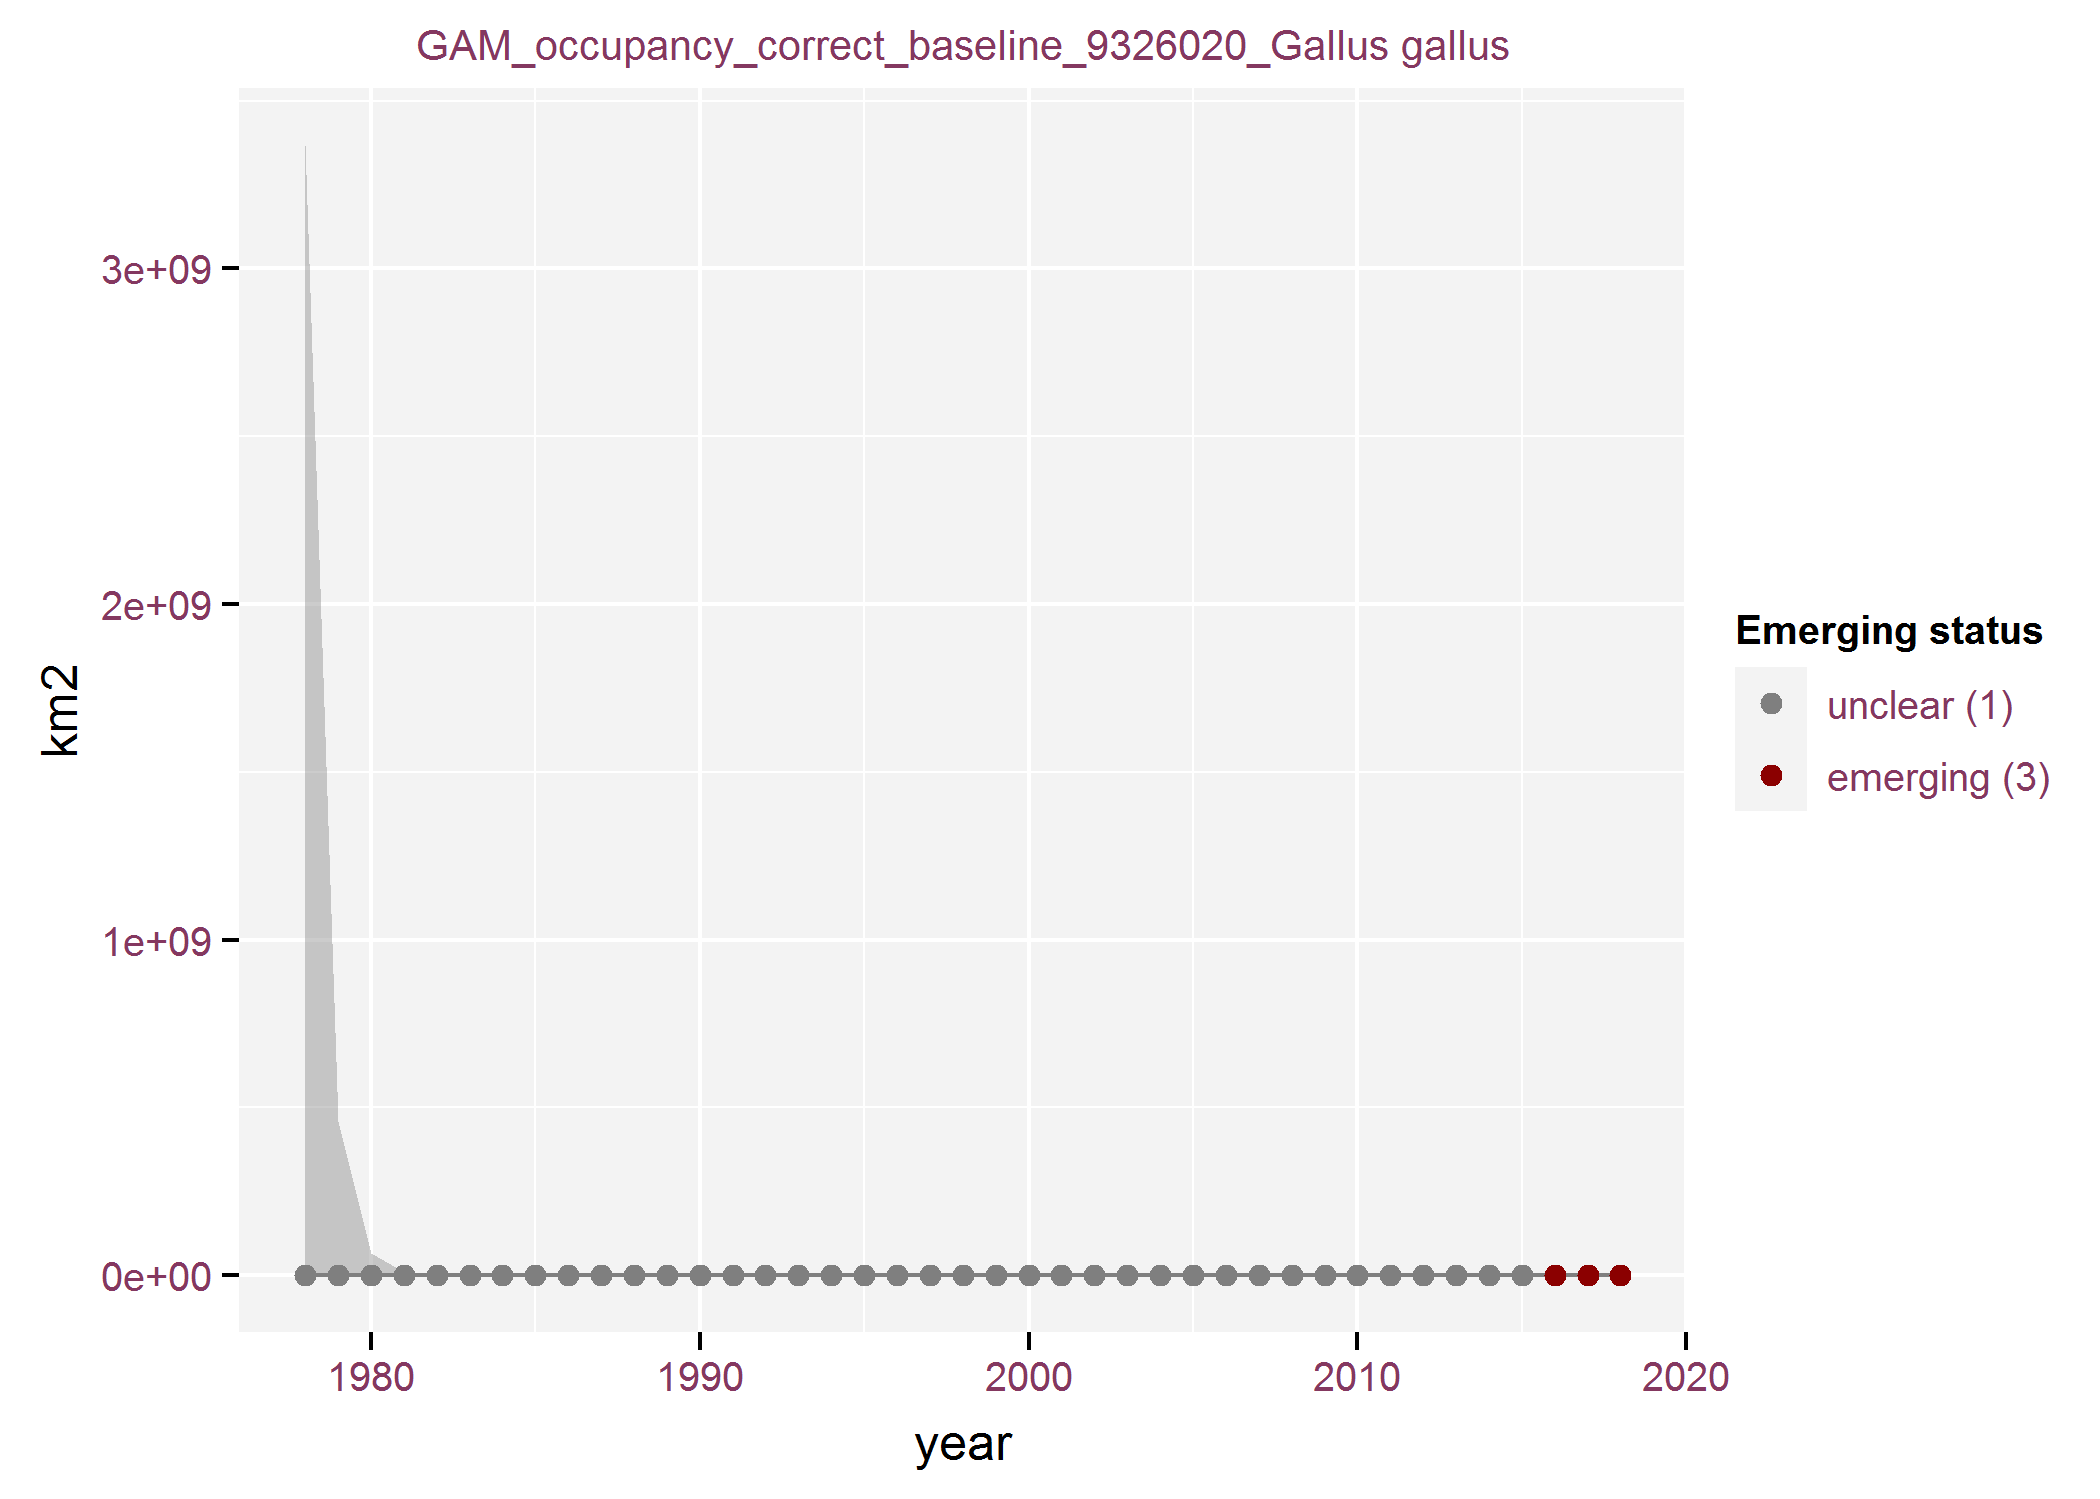 GAM_occupancy_correct_baseline_9326020_Gallus gallus
3e+09
2e+09
1e+09
0e+00
km2
1980
1990
2000
2010
2020
year
Emerging status
unclear (1)
emerging (3)